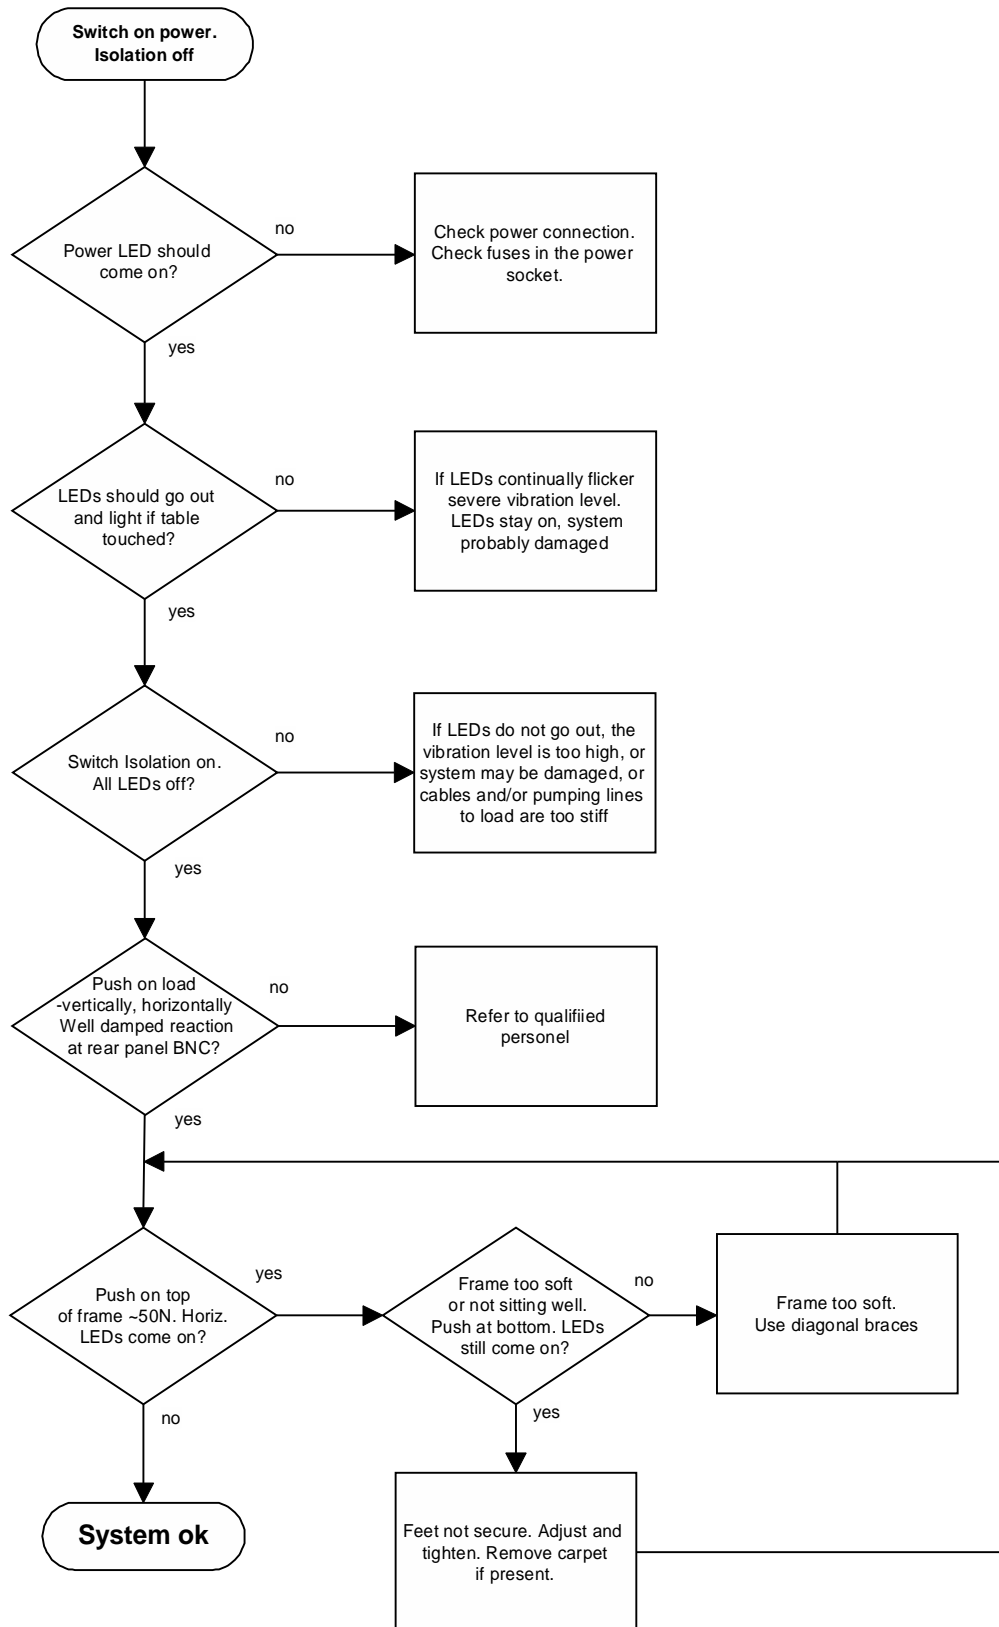 Switch on power.
Isolation off
Power LED should
come on?
no
Check power connection.
Check fuses in the power
socket.
yes
LEDs should go out
and light if table
touched?
no
If LEDs continually flicker
severe vibration level.
LEDs stay on, system
probably damaged
yes
Switch Isolation on.
All LEDs off?
no
If LEDs do not go out, the
vibration level is too high, or
system may be damaged, or
cables and/or pumping lines
to load are too stiff
yes
Push on load
-vertically, horizontally
Well damped reaction
at rear panel BNC?
no
Refer to qualifiied
personel
yes
Push on top
of frame ~50N. Horiz.
LEDs come on?
yes
Frame too soft
or not sitting well.
Push at bottom. LEDs
still come on?
no
Frame too soft.
Use diagonal braces
no
yes
System ok
Feet not secure. Adjust and
tighten. Remove carpet
if present.